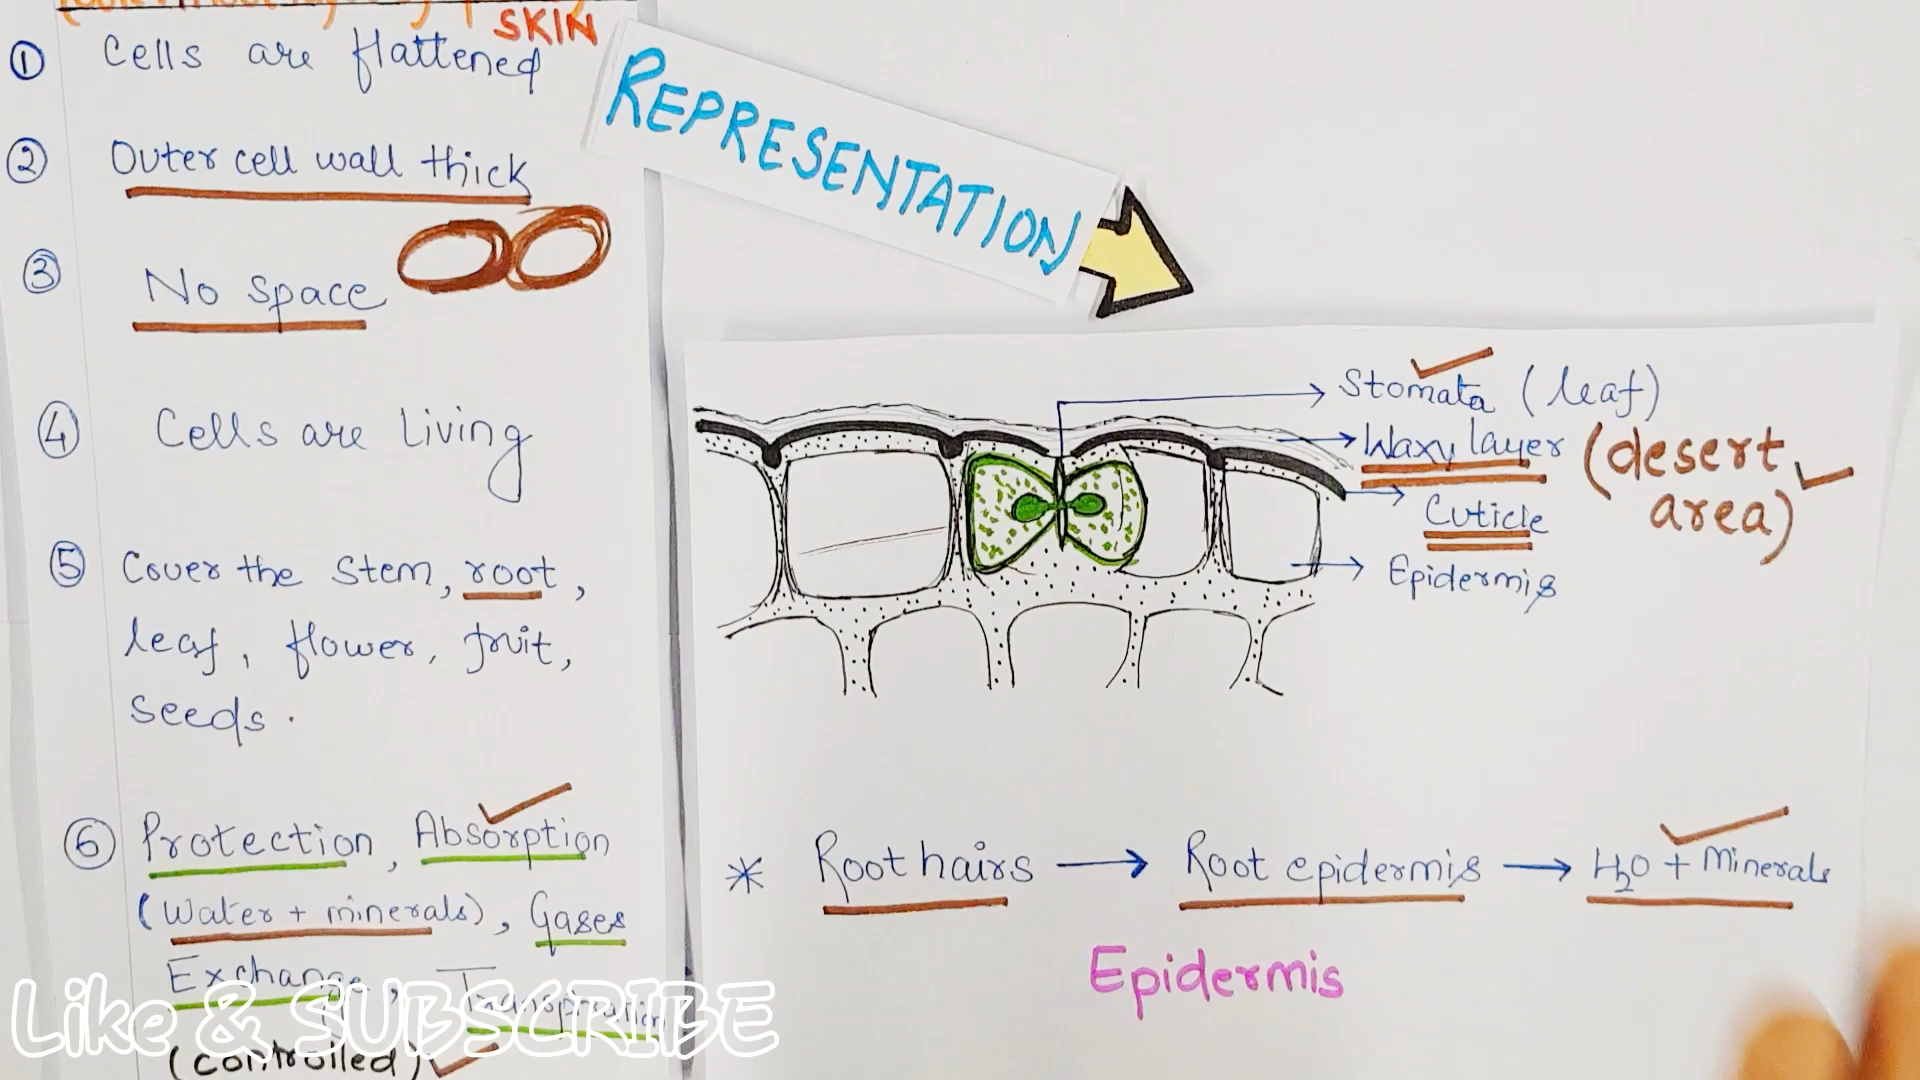 SKIN
① Cells are flattened
② Outer cell wall thick
③ No space
④ Cells are Living
⑤ Cover the stem, root,
leaf, flower, fruit,
seeds.
⑥ Protection, Absorption
(Water + minerals), Gases
Exchange, Transpiration
(controlled)
Like & SUBSCRIBE
REPRESENTATION
Stomata (leaf)
Waxy layer (desert
area)
Cuticle
Epidermis
* Root hairs → Root epidermis → H₂O + Minerals
Epidermis